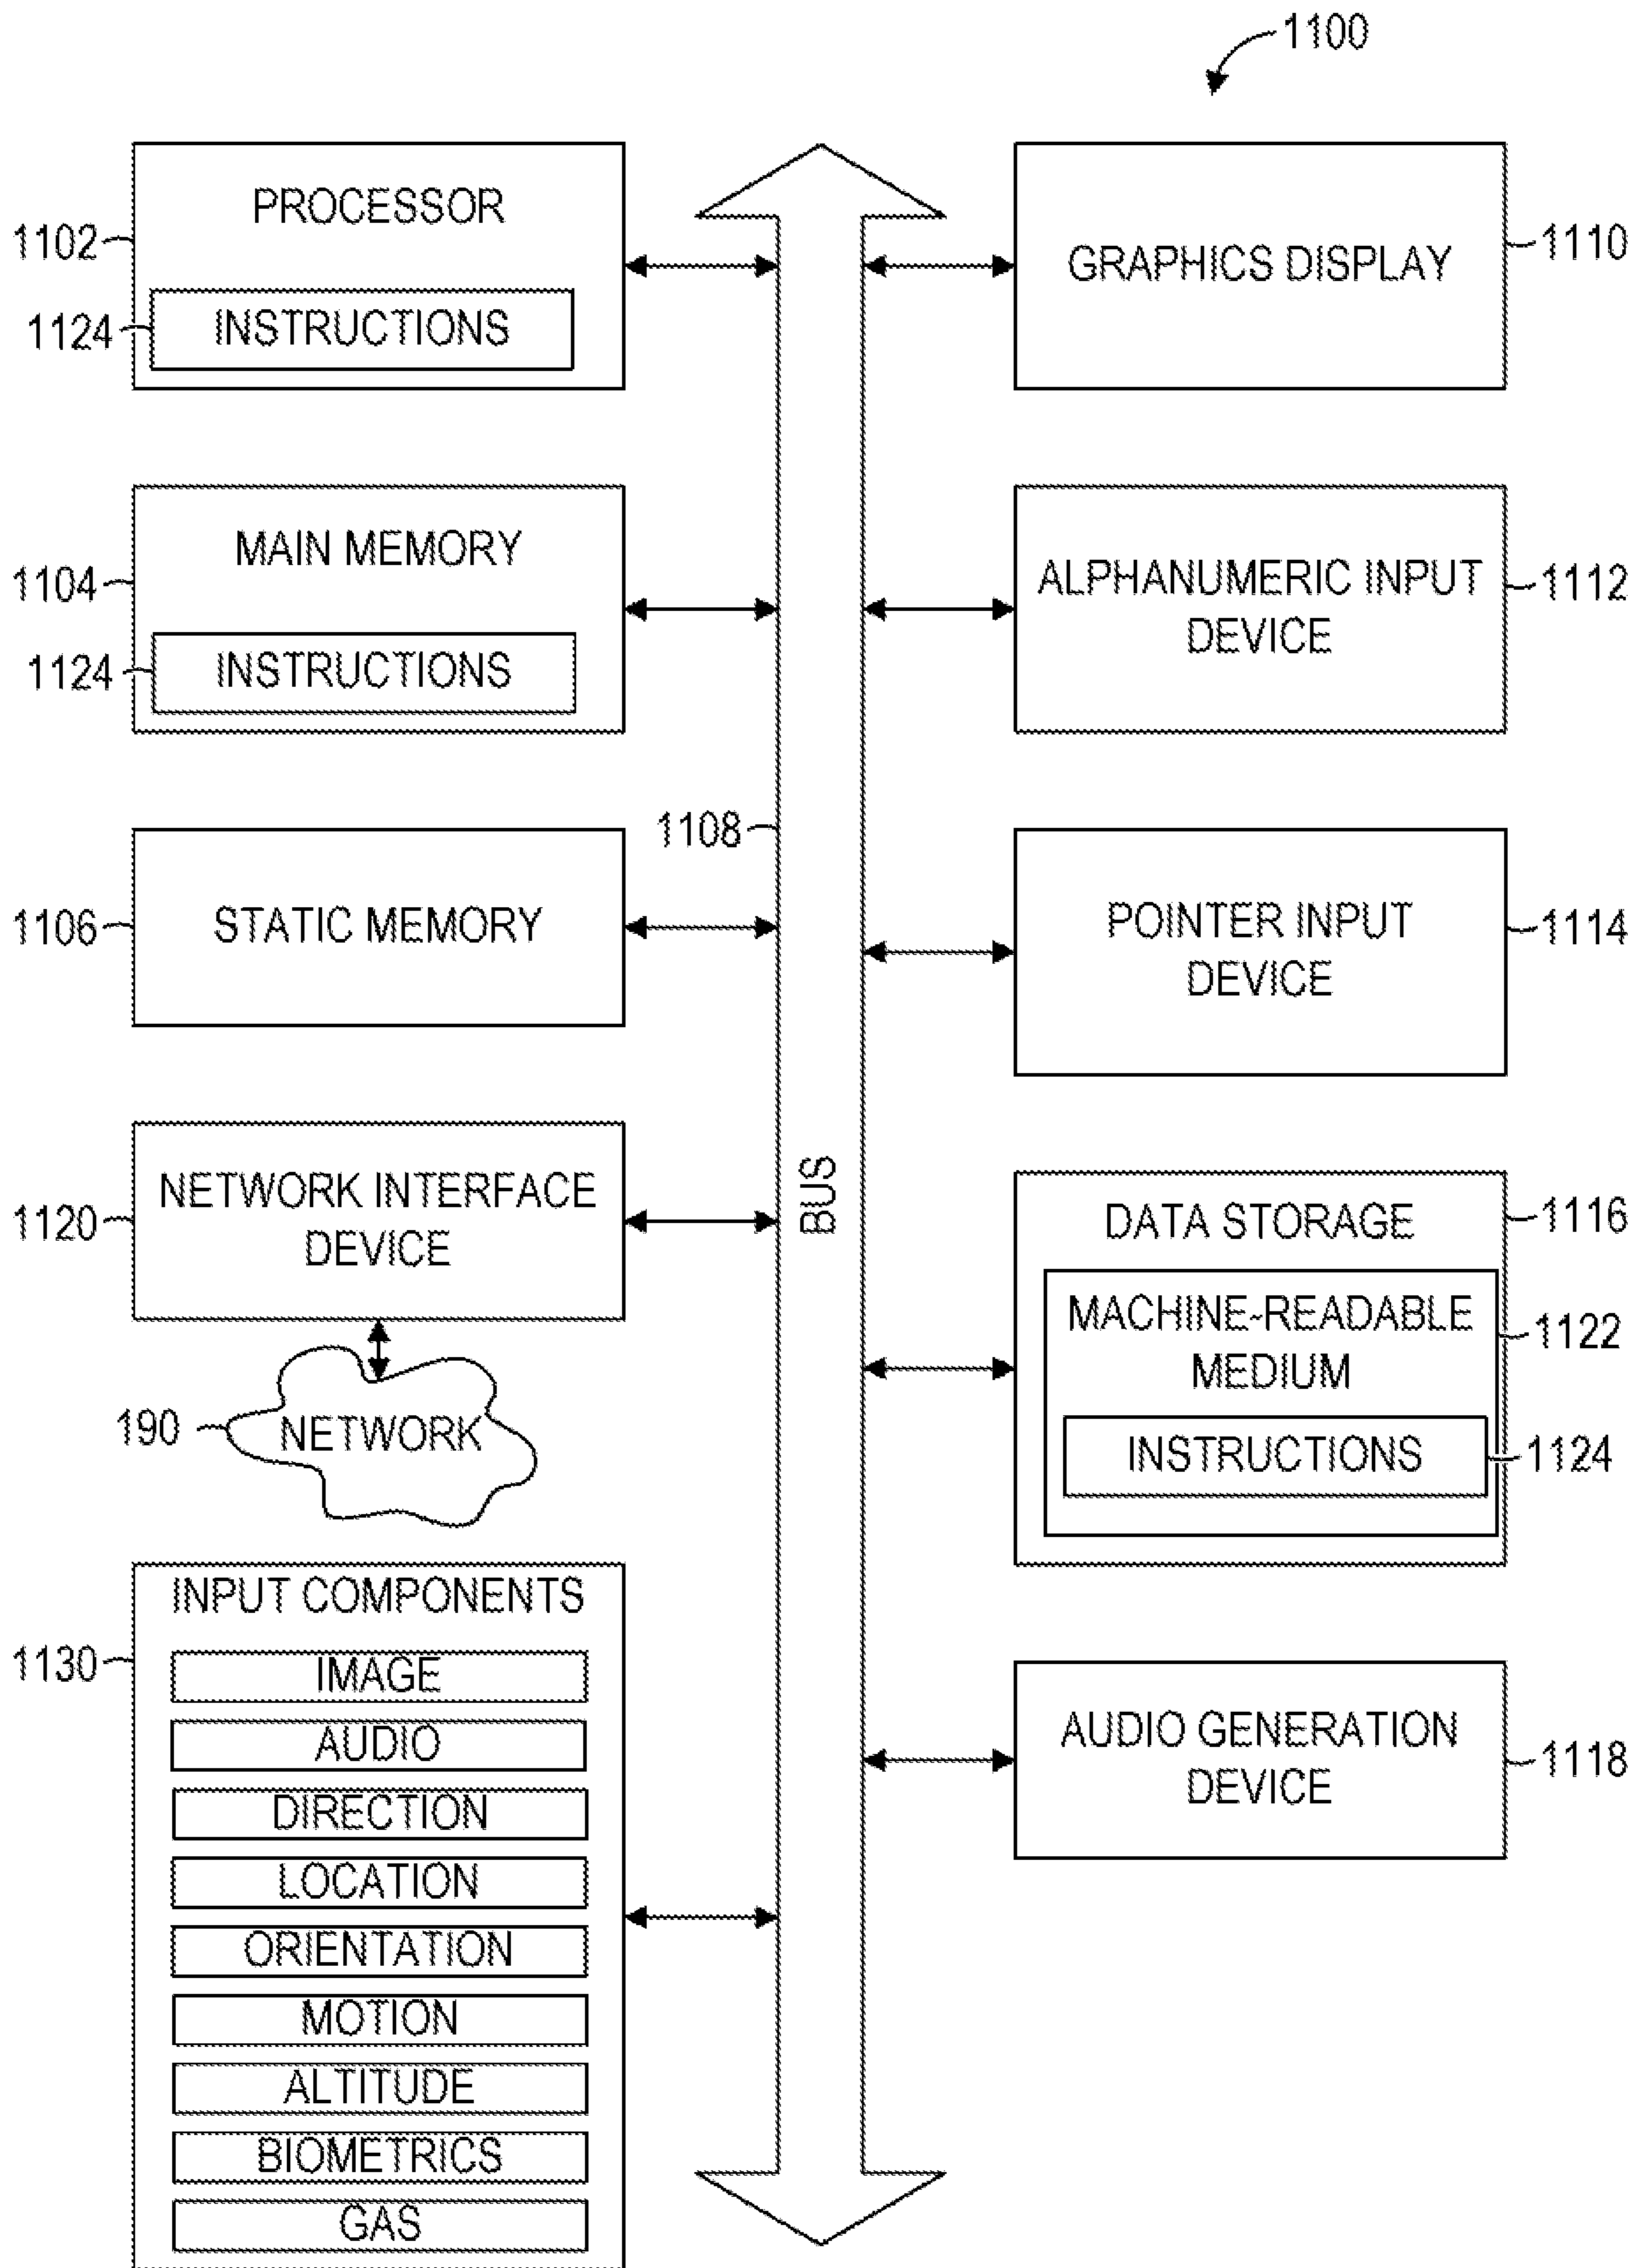 1100
PROCESSOR
1102
INSTRUCTIONS
1124
MAIN MEMORY
1104
INSTRUCTIONS
1124
1108
STATIC MEMORY
1106
NETWORK INTERFACE
DEVICE
1120
190
NETWORK
INPUT COMPONENTS
1130
IMAGE
AUDIO
DIRECTION
LOCATION
ORIENTATION
MOTION
ALTITUDE
BIOMETRICS
GAS
BUS
GRAPHICS DISPLAY
1110
ALPHANUMERIC INPUT
DEVICE
1112
POINTER INPUT
DEVICE
1114
DATA STORAGE
1116
MACHINE-READABLE
MEDIUM
1122
INSTRUCTIONS
1124
AUDIO GENERATION
DEVICE
1118